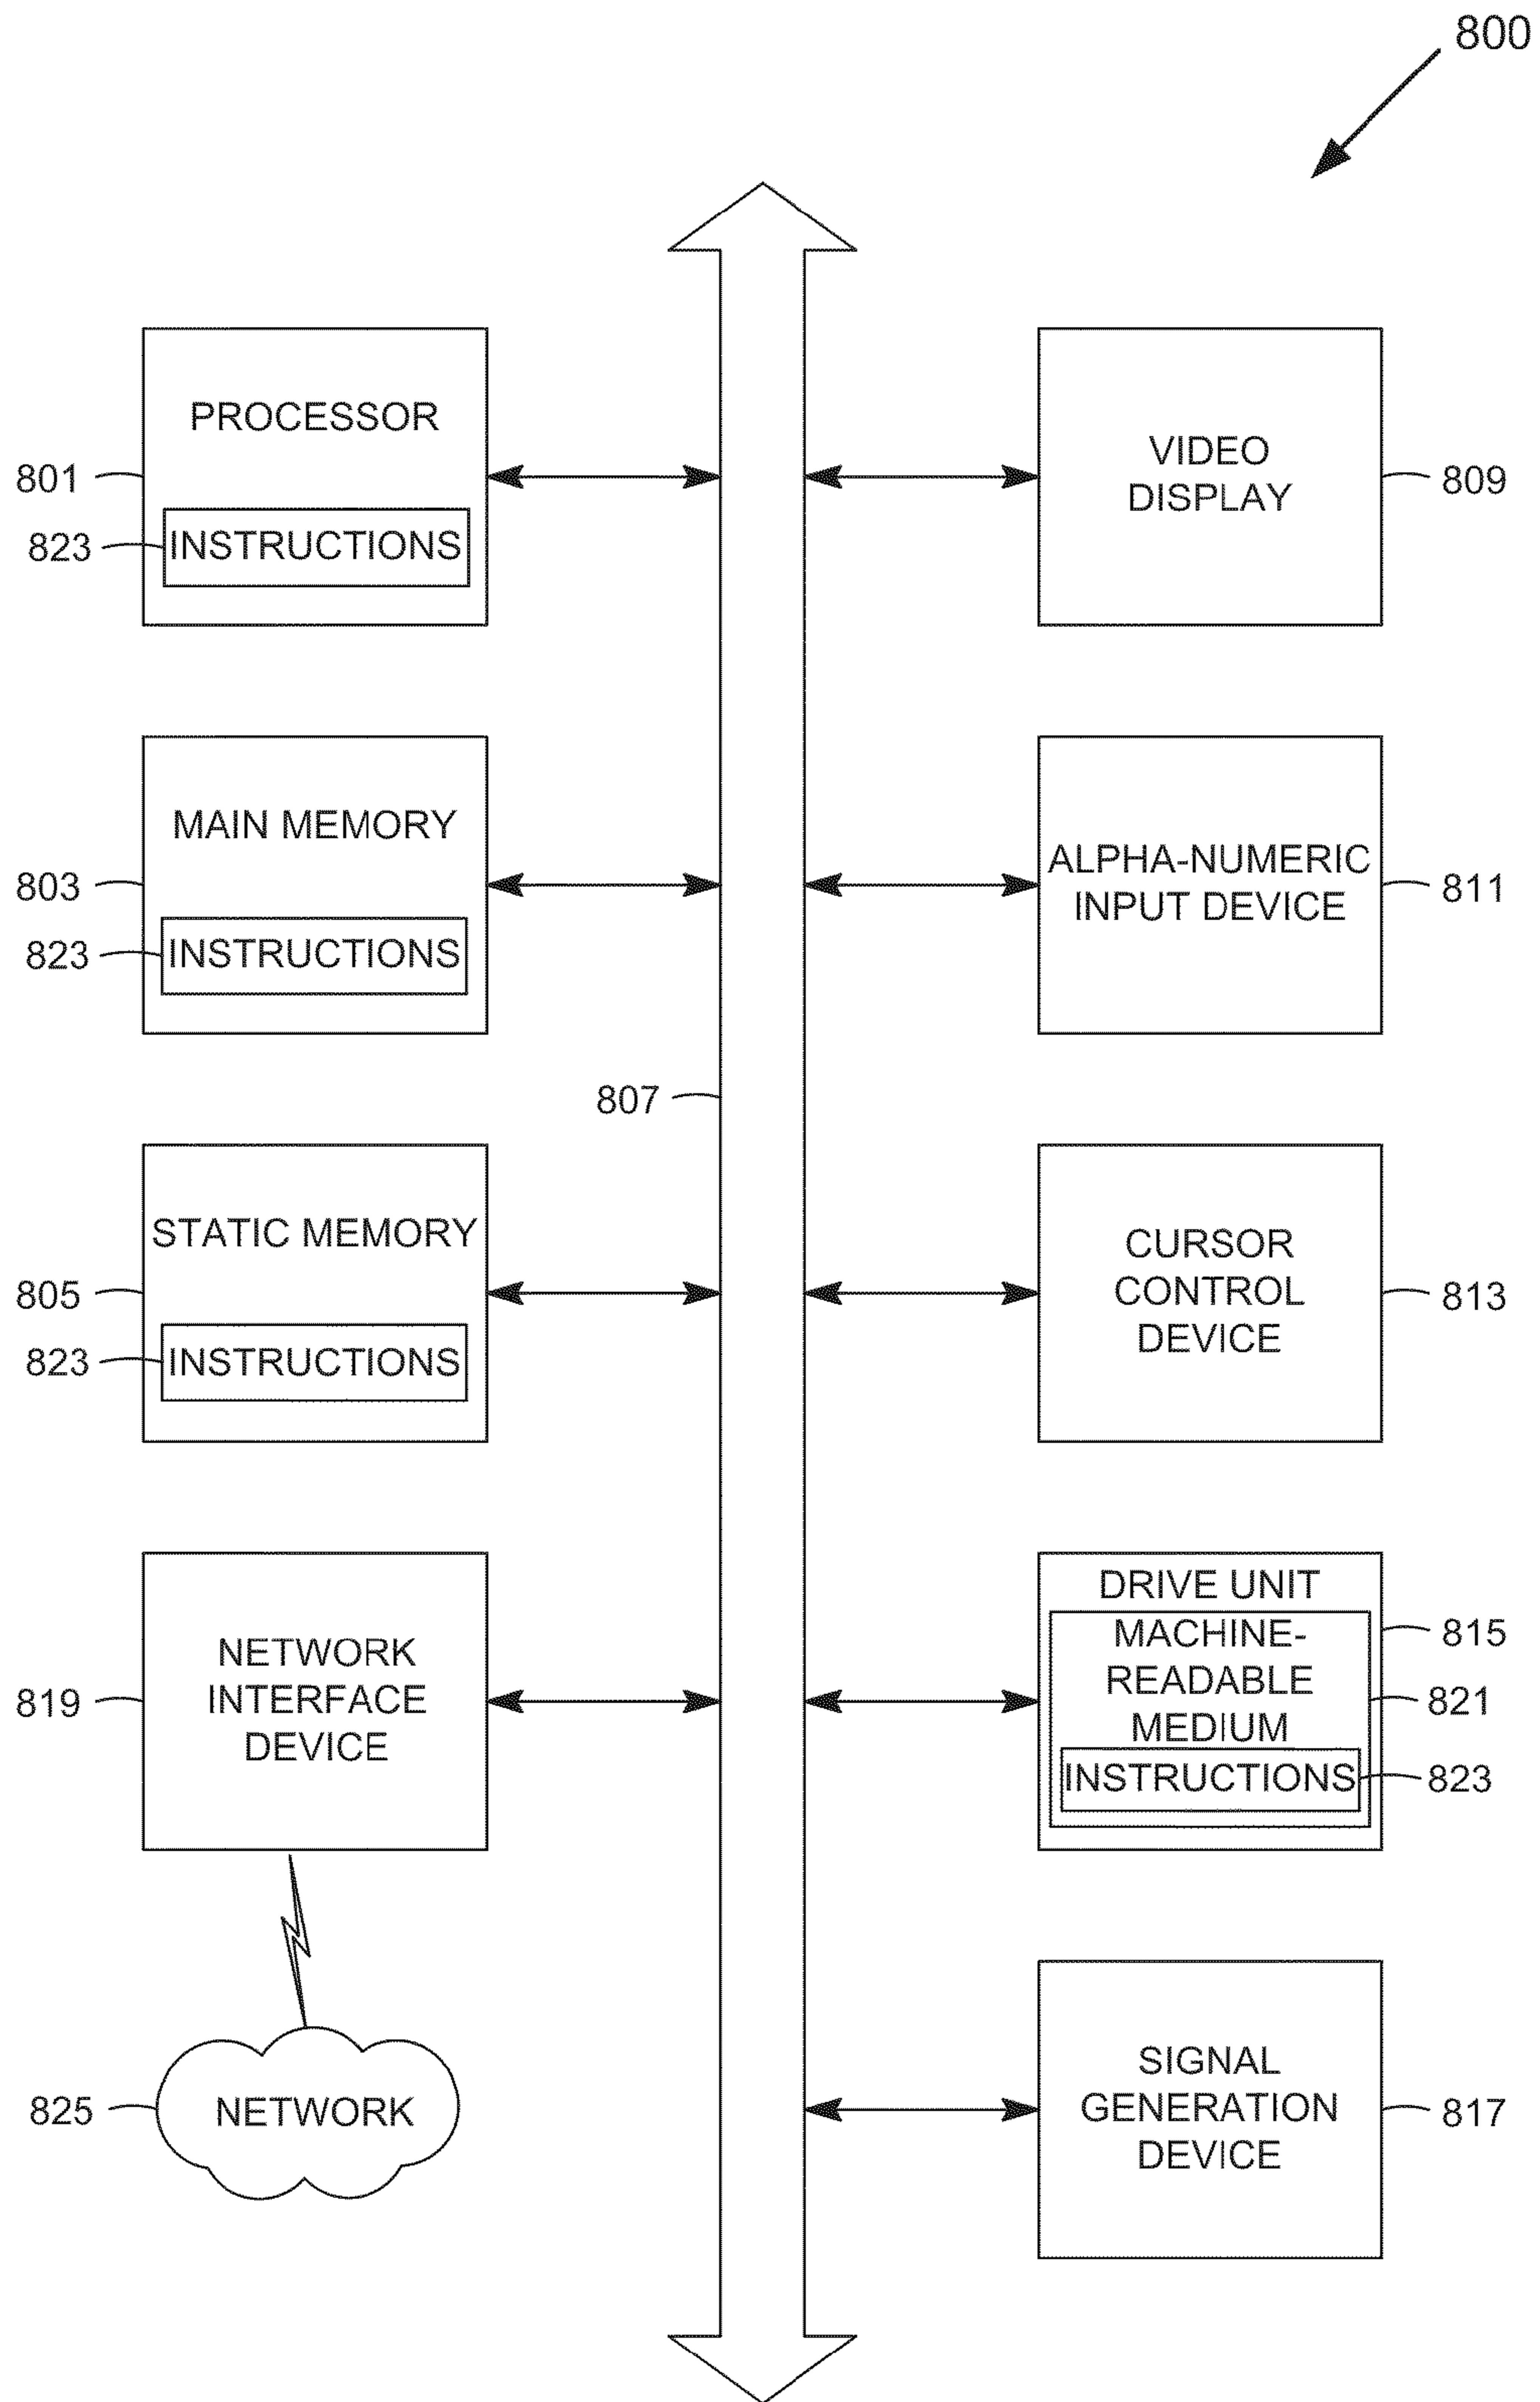 800
PROCESSOR
801
823
INSTRUCTIONS
VIDEO
DISPLAY
809
MAIN MEMORY
803
823
INSTRUCTIONS
ALPHA-NUMERIC
INPUT DEVICE
811
807
STATIC MEMORY
805
823
INSTRUCTIONS
CURSOR
CONTROL
DEVICE
813
NETWORK
INTERFACE
DEVICE
819
DRIVE UNIT
815
MACHINE-
READABLE
MEDIUM
821
INSTRUCTIONS
823
825
NETWORK
SIGNAL
GENERATION
DEVICE
817